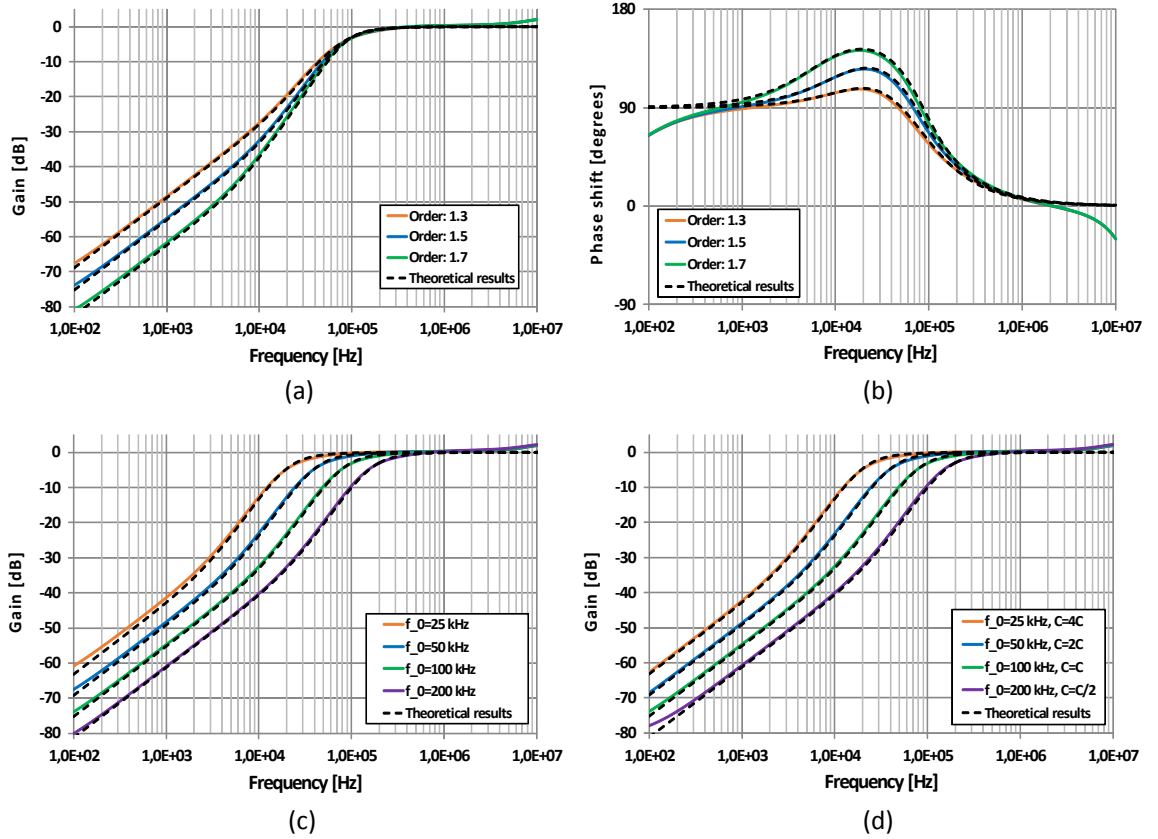 0
-10
-20
-30
-40
-50
-60
-70
-80
Gain [dB]
Order: 1.3
Order: 1.5
Order: 1.7
Theoretical results
1,0E+02 1,0E+03 1,0E+04 1,0E+05 1,0E+06 1,0E+07
Frequency [Hz]
(a)
180
90
0
-90
Phase shift [degrees]
Order: 1.3
Order: 1.5
Order: 1.7
Theoretical results
1,0E+02 1,0E+03 1,0E+04 1,0E+05 1,0E+06 1,0E+07
Frequency [Hz]
(b)
0
-10
-20
-30
-40
-50
-60
-70
-80
Gain [dB]
f_0=25 kHz
f_0=50 kHz
f_0=100 kHz
f_0=200 kHz
Theoretical results
1,0E+02 1,0E+03 1,0E+04 1,0E+05 1,0E+06 1,0E+07
Frequency [Hz]
(c)
0
-10
-20
-30
-40
-50
-60
-70
-80
Gain [dB]
f_0=25 kHz, C=4C
f_0=50 kHz, C=2C
f_0=100 kHz, C=C
f_0=200 kHz, C=C/2
Theoretical results
1,0E+02 1,0E+03 1,0E+04 1,0E+05 1,0E+06 1,0E+07
Frequency [Hz]
(d)